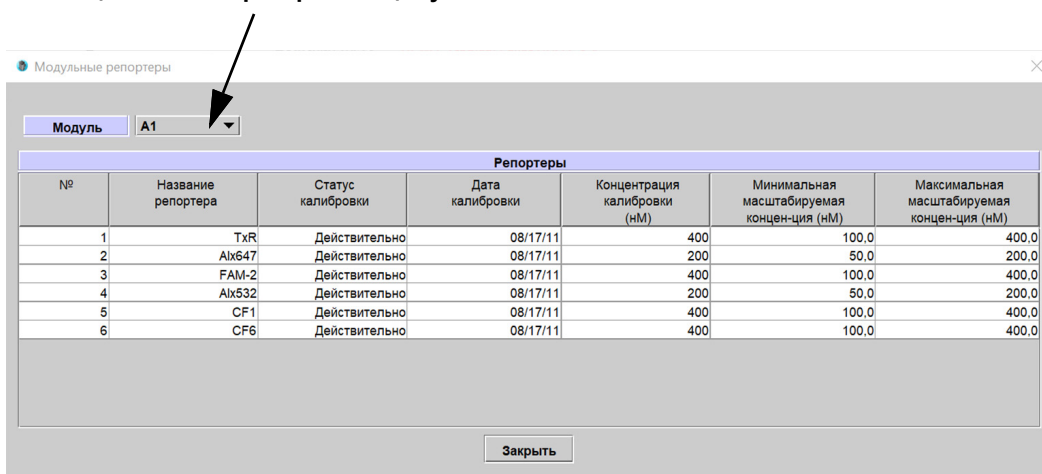 Модульные репортеры
Модуль A1
Репортеры
№ Название репортера Статус калибровки Дата калибровки Концентрация калибровки (нМ) Минимальная масштабируемая концен-ция (нМ) Максимальная масштабируемая концен-ция (нМ)
1 TxR Действительно 08/17/11 400 100,0 400,0
2 Alx647 Действительно 08/17/11 200 50,0 200,0
3 FAM-2 Действительно 08/17/11 400 100,0 400,0
4 Alx532 Действительно 08/17/11 200 50,0 200,0
5 CF1 Действительно 08/17/11 400 100,0 400,0
6 CF6 Действительно 08/17/11 400 100,0 400,0
Закрыть